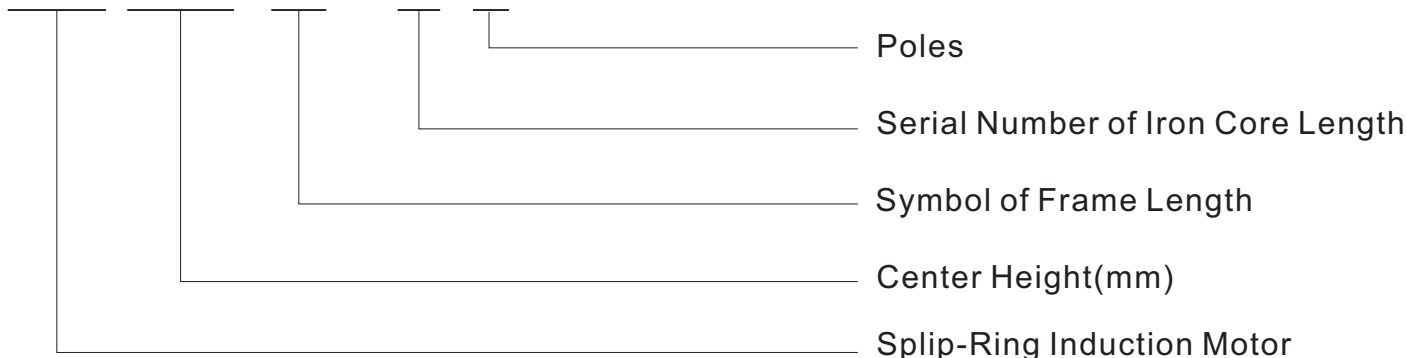 Poles
Serial Number of Iron Core Length
Symbol of Frame Length
Center Height(mm)
Splip-Ring Induction Motor